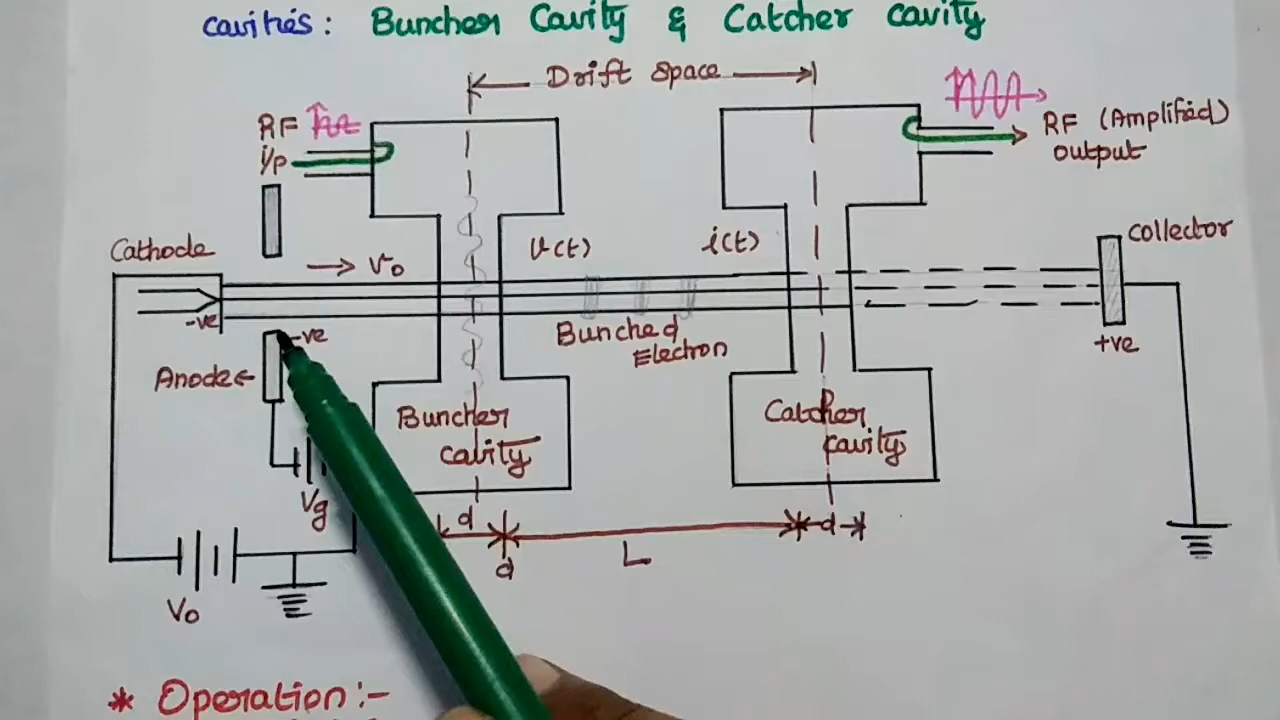 cavities: Buncher Cavity & Catcher cavity
Drift Space
RF
i/p
RF (Amplified)
output
Cathode
-ve
V₀
V(t)
i(t)
collector
+ve
Bunched
Electron
-ve
Anode
Buncher
cavity
Catcher
cavity
Vg
d
d
L
d
V₀
* Operation:-